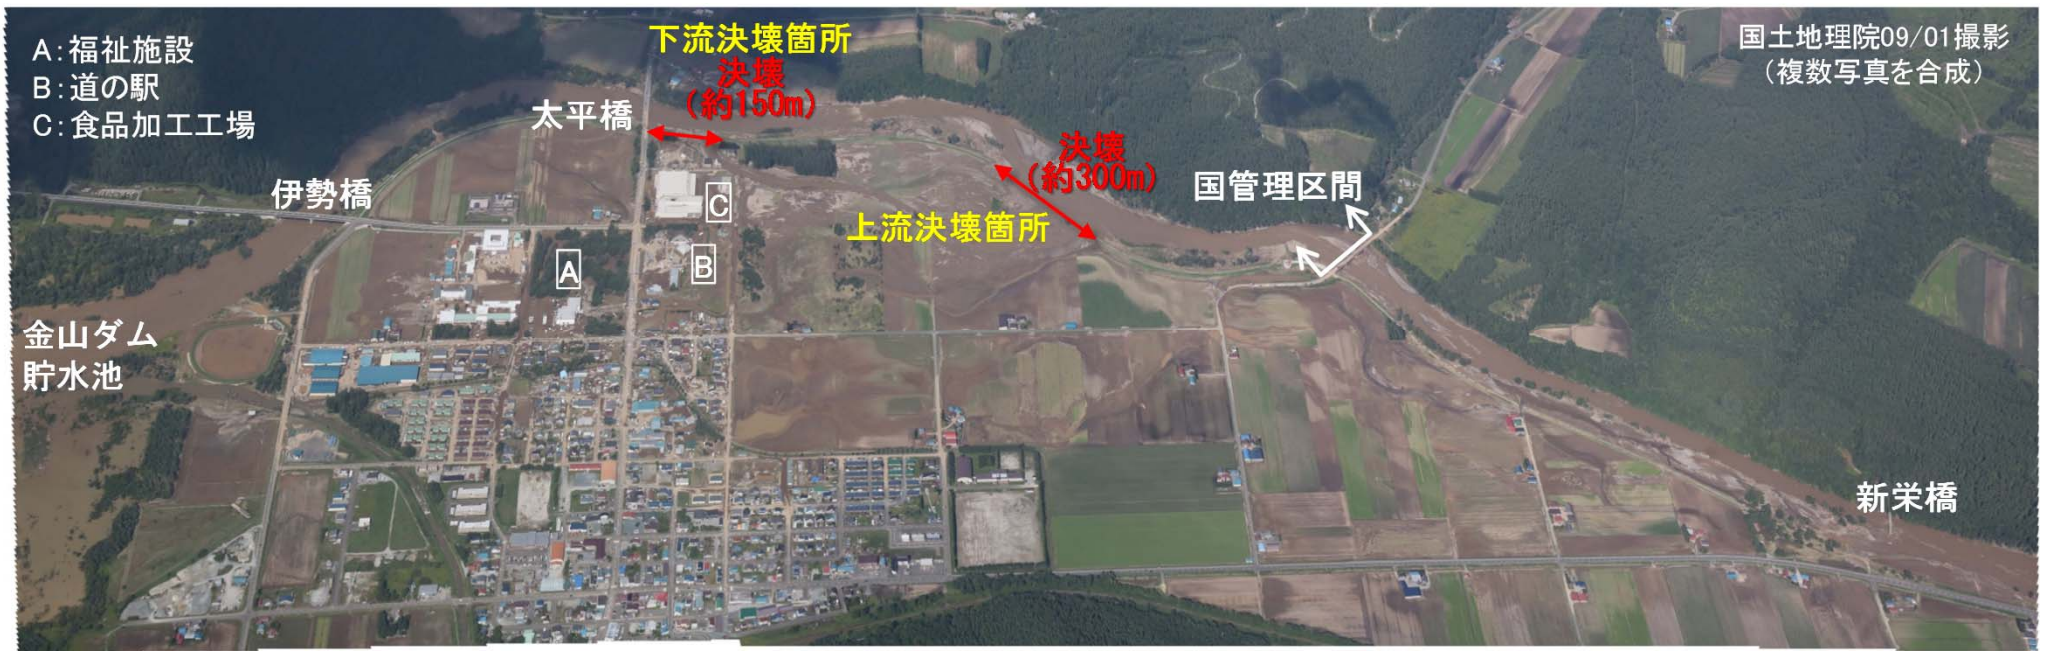 A：福祉施設
B：道の駅
C：食品加工工場
下流決壊箇所
決壊
（約150m）
太平橋
伊勢橋
決壊
（約300m）
国管理区間
上流決壊箇所
国土地理院09/01撮影
（複数写真を合成）
C
B
A
金山ダム
貯水池
新栄橋